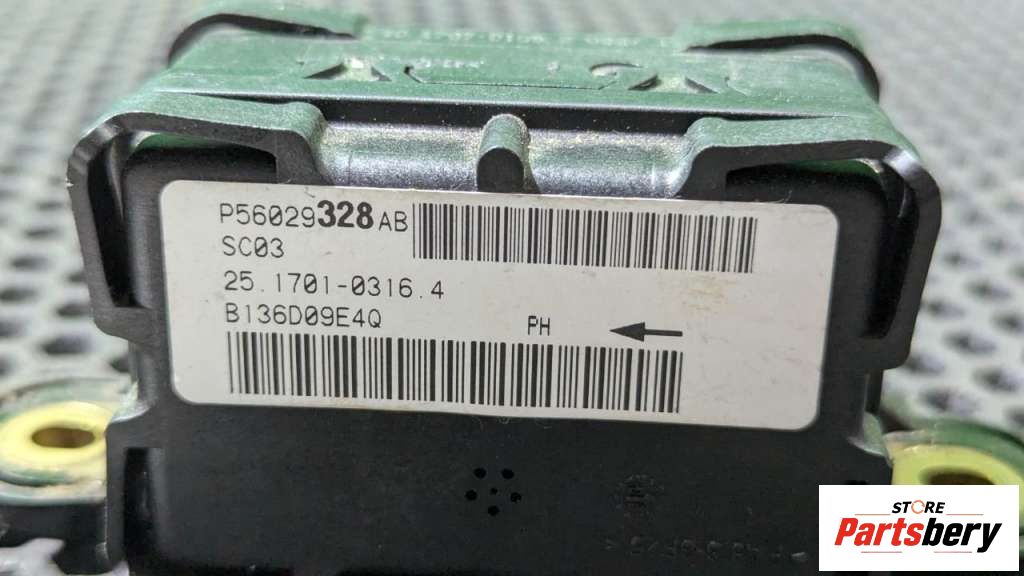 P56029328AB
SC03
25.1701-0316.4
B136D09E4Q
PH
STORE
Partsbery